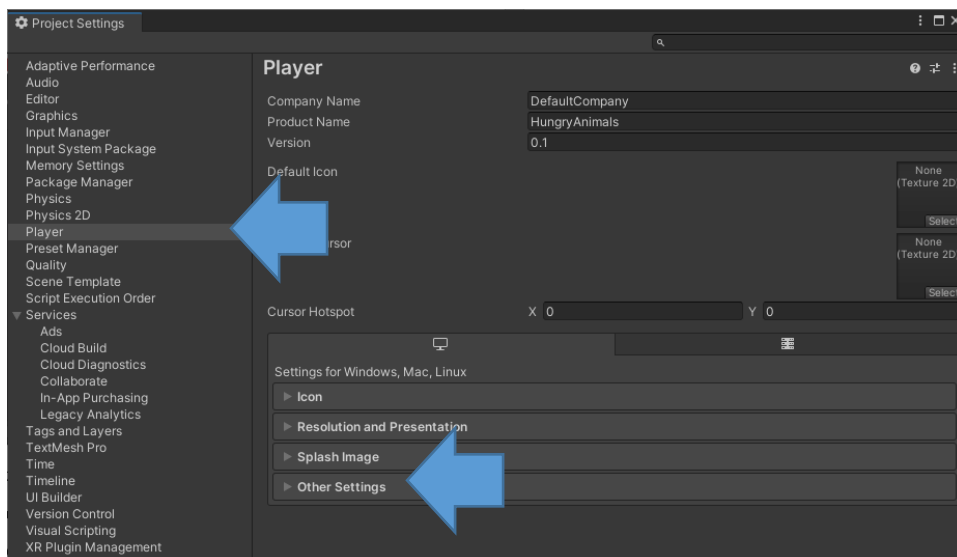 Project Settings
Adaptive Performance
Audio
Editor
Graphics
Input Manager
Input System Package
Memory Settings
Package Manager
Physics
Physics 2D
Player
Preset Manager
Quality
Scene Template
Script Execution Order
Services
Ads
Cloud Build
Cloud Diagnostics
Collaborate
In-App Purchasing
Legacy Analytics
Tags and Layers
TextMesh Pro
Time
Timeline
UI Builder
Version Control
Visual Scripting
XR Plugin Management
Player
Company Name DefaultCompany
Product Name HungryAnimals
Version 0.1
Default Icon
None
(Texture 2D)
Select
rsor
None
(Texture 2D
Select
Cursor Hotspot X 0 Y 0
Settings for Windows, Mac, Linux
Icon
Resolution and Presentation
Splash Image
Other Settings